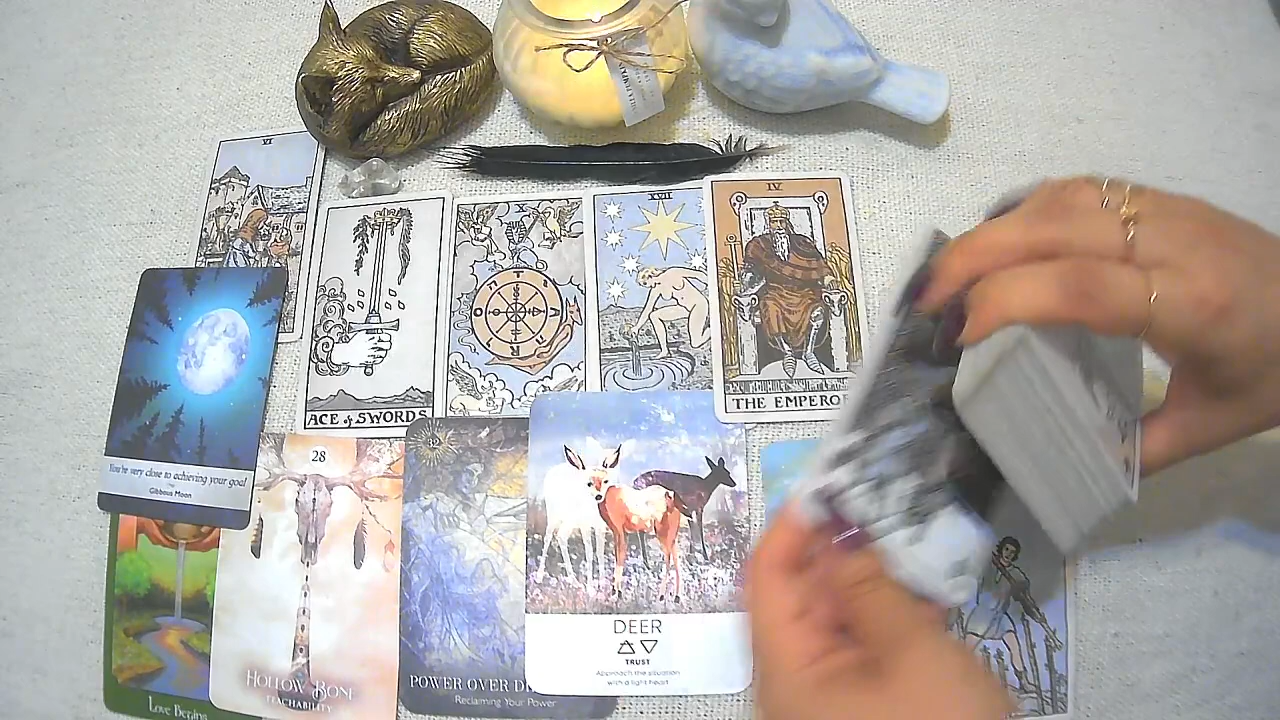 VI
X
XVII
IV
ACE of SWORDS
THE EMPEROR
You're very close to achieving your goal
Gibbous Moon
28
32
HOLLOW BONE
TEACHABILITY
POWER OVER D
Reclaiming Your Power
DEER
TRUST
Approach the situation
with a light heart
Love Begins